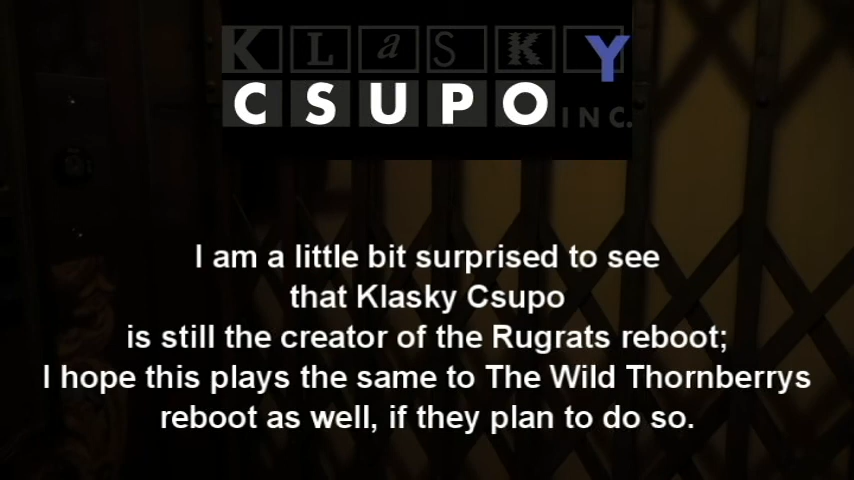 KLaSKY
CSUPO INC.
I am a little bit surprised to see
that Klasky Csupo
is still the creator of the Rugrats reboot;
I hope this plays the same to The Wild Thornberrys
reboot as well, if they plan to do so.